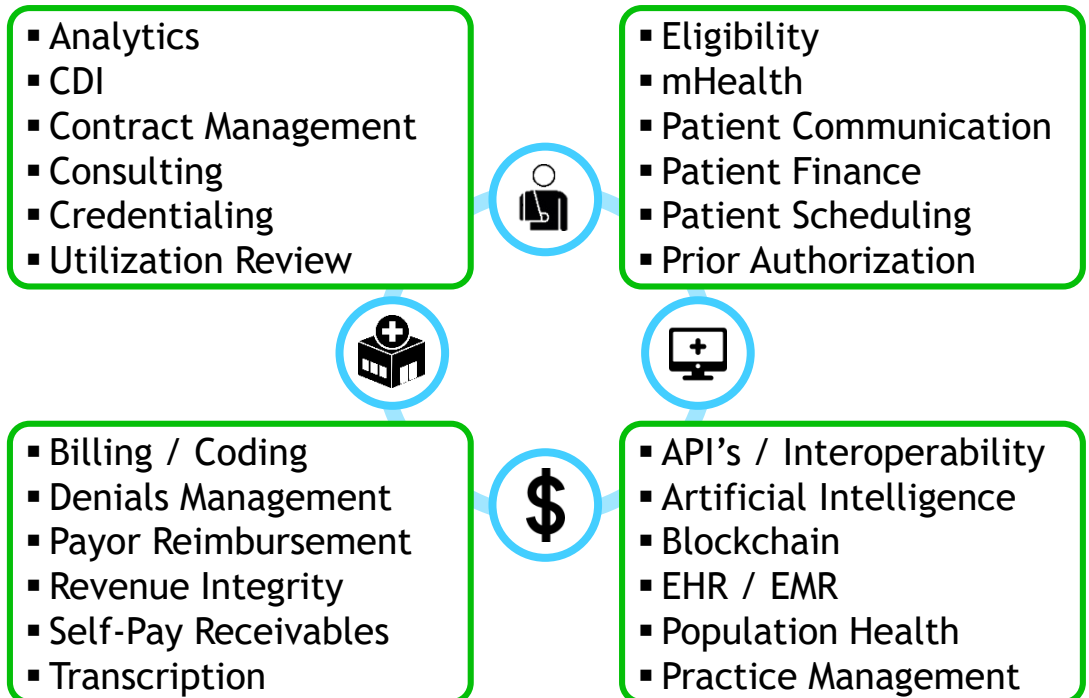 ▪ Analytics
▪ CDI
▪ Contract Management
▪ Consulting
▪ Credentialing
▪ Utilization Review
▪ Eligibility
▪ mHealth
▪ Patient Communication
▪ Patient Finance
▪ Patient Scheduling
▪ Prior Authorization
▪ Billing / Coding
▪ Denials Management
▪ Payor Reimbursement
▪ Revenue Integrity
▪ Self-Pay Receivables
▪ Transcription
$
▪ API’s / Interoperability
▪ Artificial Intelligence
▪ Blockchain
▪ EHR / EMR
▪ Population Health
▪ Practice Management